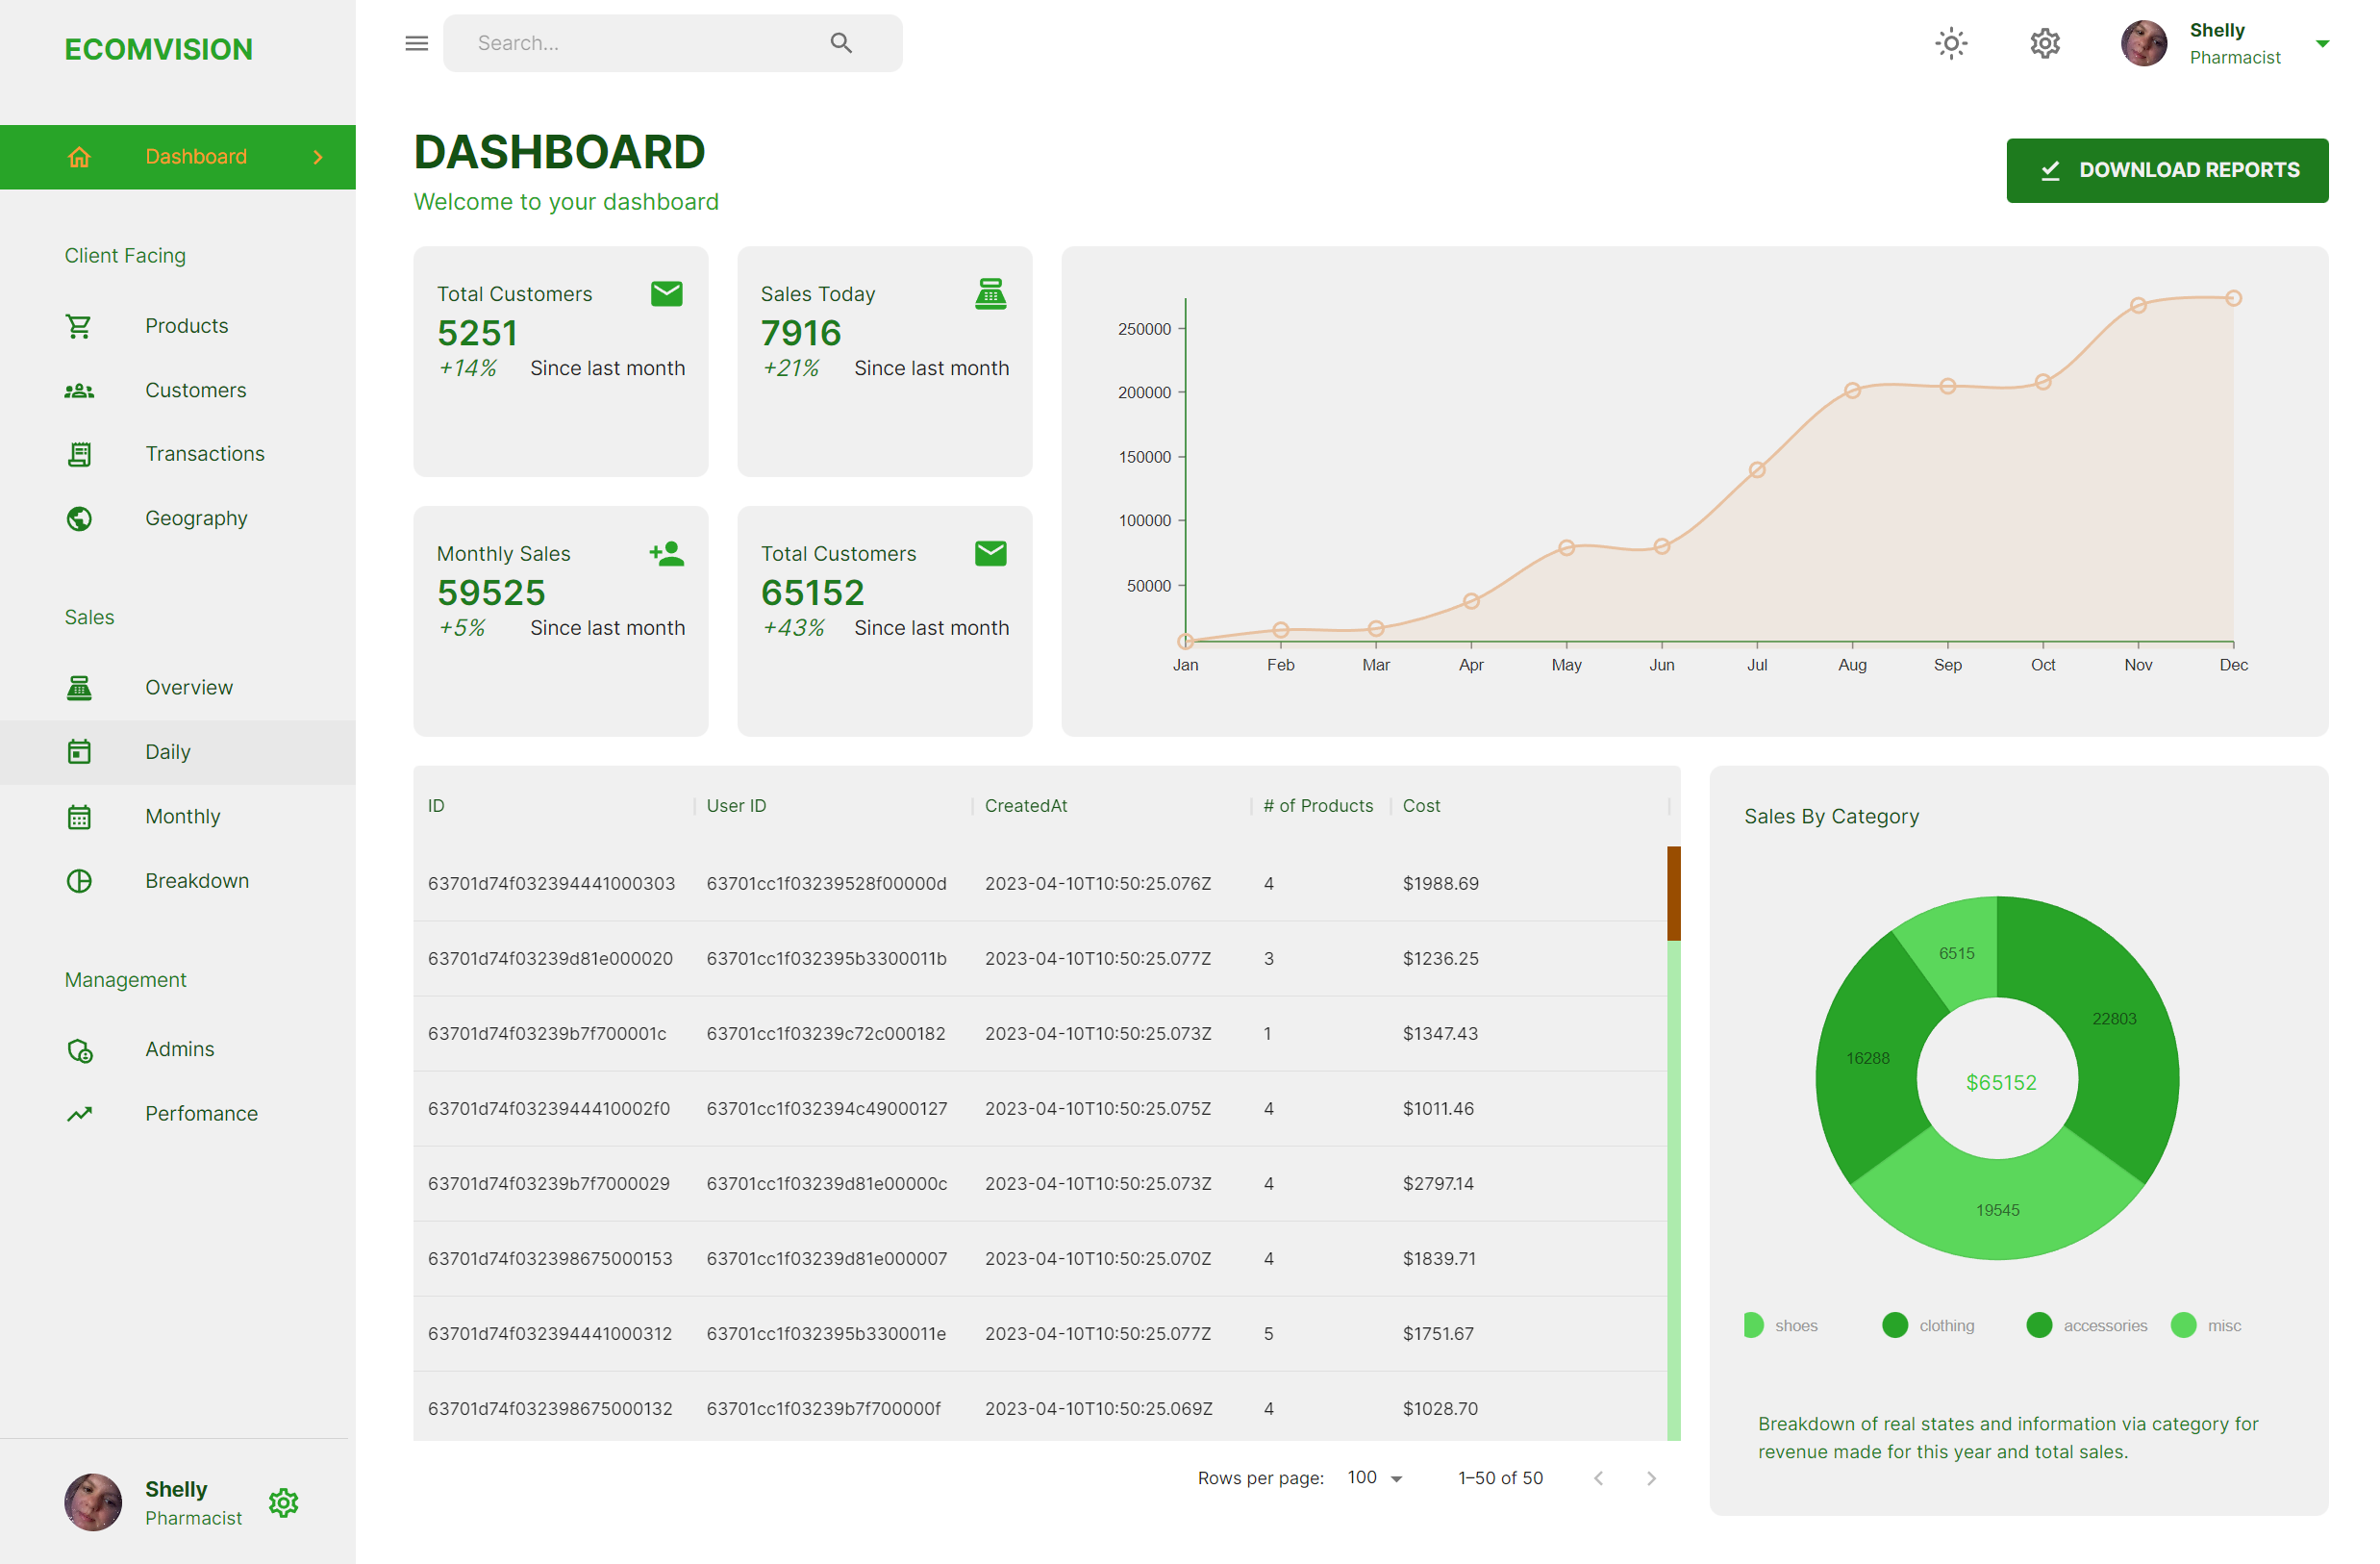 ECOMVISION
Search...
Shelly
Pharmacist
Dashboard
Client Facing
Products
Customers
Transactions
Geography
Sales
Overview
Daily
Monthly
Breakdown
Management
Admins
Perfomance
Shelly
Pharmacist
DASHBOARD
Welcome to your dashboard
DOWNLOAD REPORTS
Total Customers
5251
+14% Since last month
Sales Today
7916
+21% Since last month
Monthly Sales
59525
+5% Since last month
Total Customers
65152
+43% Since last month
250000
200000
150000
100000
50000
Jan Feb Mar Apr May Jun Jul Aug Sep Oct Nov Dec
ID User ID CreatedAt # of Products Cost
63701d74f032394441000303 63701cc1f03239528f00000d 2023-04-10T10:50:25.076Z 4 $1988.69
63701d74f03239d81e000020 63701cc1f032395b3300011b 2023-04-10T10:50:25.077Z 3 $1236.25
63701d74f03239b7f700001c 63701cc1f03239c72c000182 2023-04-10T10:50:25.073Z 1 $1347.43
63701d74f0323944410002f0 63701cc1f032394c49000127 2023-04-10T10:50:25.075Z 4 $1011.46
63701d74f03239b7f7000029 63701cc1f03239d81e00000c 2023-04-10T10:50:25.073Z 4 $2797.14
63701d74f032398675000153 63701cc1f03239d81e000007 2023-04-10T10:50:25.070Z 4 $1839.71
63701d74f032394441000312 63701cc1f032395b3300011e 2023-04-10T10:50:25.077Z 5 $1751.67
63701d74f032398675000132 63701cc1f03239b7f700000f 2023-04-10T10:50:25.069Z 4 $1028.70
Rows per page: 100 1–50 of 50
Sales By Category
6515
22803
16288
$65152
19545
shoes clothing accessories misc
Breakdown of real states and information via category for
revenue made for this year and total sales.